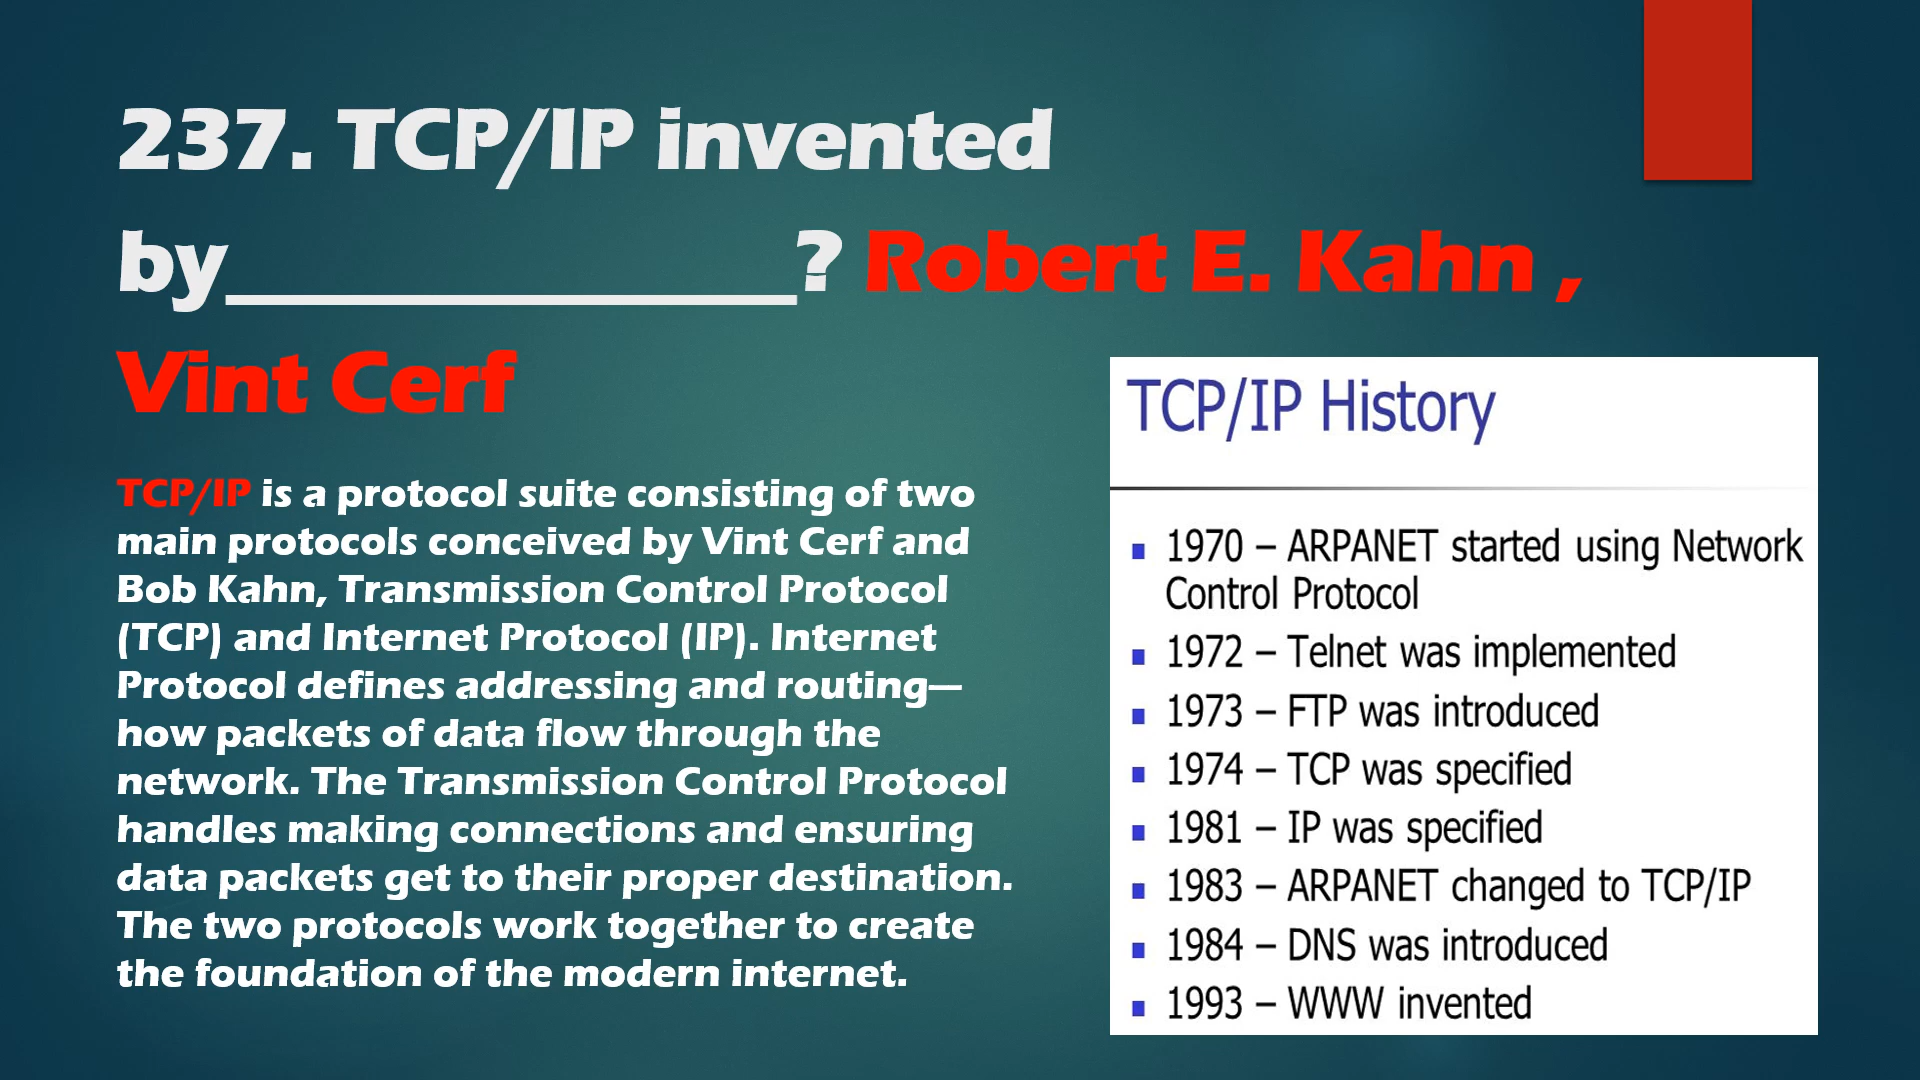 237. TCP/IP invented
by_______________? Robert E. Kahn ,
Vint Cerf
TCP/IP is a protocol suite consisting of two
main protocols conceived by Vint Cerf and
Bob Kahn, Transmission Control Protocol
(TCP) and Internet Protocol (IP). Internet
Protocol defines addressing and routing—
how packets of data flow through the
network. The Transmission Control Protocol
handles making connections and ensuring
data packets get to their proper destination.
The two protocols work together to create
the foundation of the modern internet.
TCP/IP History
▪ 1970 – ARPANET started using Network
Control Protocol
▪ 1972 – Telnet was implemented
▪ 1973 – FTP was introduced
▪ 1974 – TCP was specified
▪ 1981 – IP was specified
▪ 1983 – ARPANET changed to TCP/IP
▪ 1984 – DNS was introduced
▪ 1993 – WWW invented